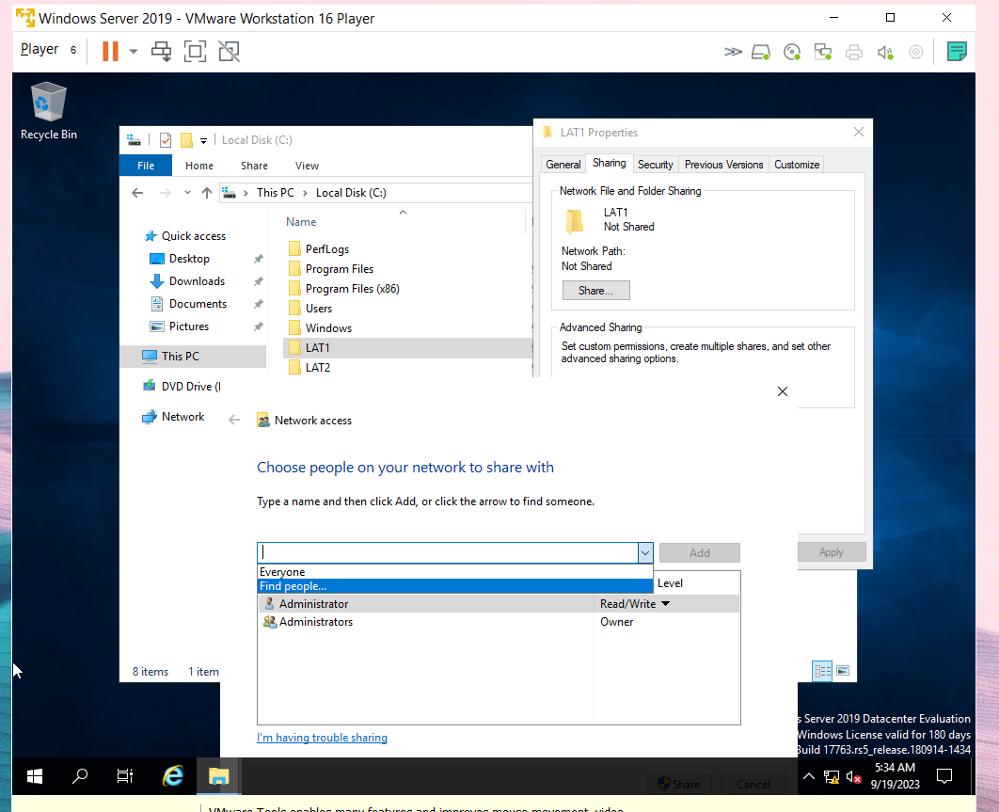 Windows Server 2019 - VMware Workstation 16 Player
Player 6
Recycle Bin
Local Disk (C:)
File Home Share View
This PC Local Disk (C:)
Quick access
Desktop
Downloads
Documents
Pictures
This PC
DVD Drive (
Network
Name
PerfLogs
Program Files
Program Files (x86)
Users
Windows
LAT1
LAT2
8 items 1 item
LAT1 Properties
General Sharing Security Previous Versions Customize
Network File and Folder Sharing
LAT1
Not Shared
Network Path:
Not Shared
Share...
Advanced Sharing
Set custom permissions, create multiple shares, and set other
advanced sharing options.
Apply
Network access
Choose people on your network to share with
Type a name and then click Add, or click the arrow to find someone.
Add
Everyone
Find people...
Level
Administrator Read/Write
Administrators Owner
I'm having trouble sharing
Share Cancel
s Server 2019 Datacenter Evaluation
Windows License valid for 180 days
Build 17763.rs5_release.180914-1434
5:34 AM
9/19/2023
VMware Tools enables many features and improves mouse movement, video